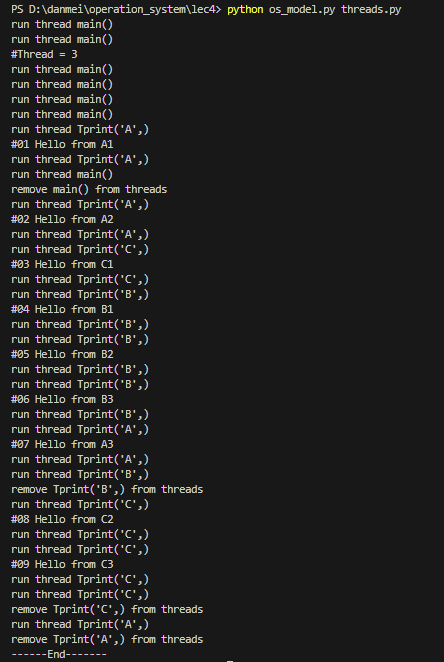 PS D:\danmei\operation_system\lec4> python os_model.py threads.py
run thread main()
run thread main()
#Thread = 3
run thread main()
run thread main()
run thread main()
run thread main()
run thread Tprint('A',)
#01 Hello from A1
run thread Tprint('A',)
run thread main()
remove main() from threads
run thread Tprint('A',)
#02 Hello from A2
run thread Tprint('A',)
run thread Tprint('C',)
#03 Hello from C1
run thread Tprint('C',)
run thread Tprint('B',)
#04 Hello from B1
run thread Tprint('B',)
run thread Tprint('B',)
#05 Hello from B2
run thread Tprint('B',)
run thread Tprint('B',)
#06 Hello from B3
run thread Tprint('B',)
run thread Tprint('A',)
#07 Hello from A3
run thread Tprint('A',)
run thread Tprint('B',)
remove Tprint('B',) from threads
run thread Tprint('C',)
#08 Hello from C2
run thread Tprint('C',)
run thread Tprint('C',)
#09 Hello from C3
run thread Tprint('C',)
run thread Tprint('C',)
remove Tprint('C',) from threads
run thread Tprint('A',)
remove Tprint('A',) from threads
------End-------